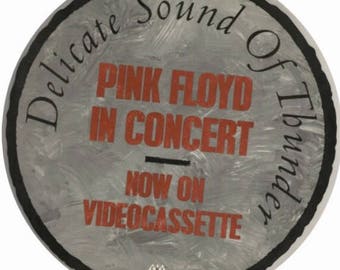 Delicate Sound Of Thunder
PINK FLOYD
IN CONCERT
NOW ON
VIDEOCASSETTE